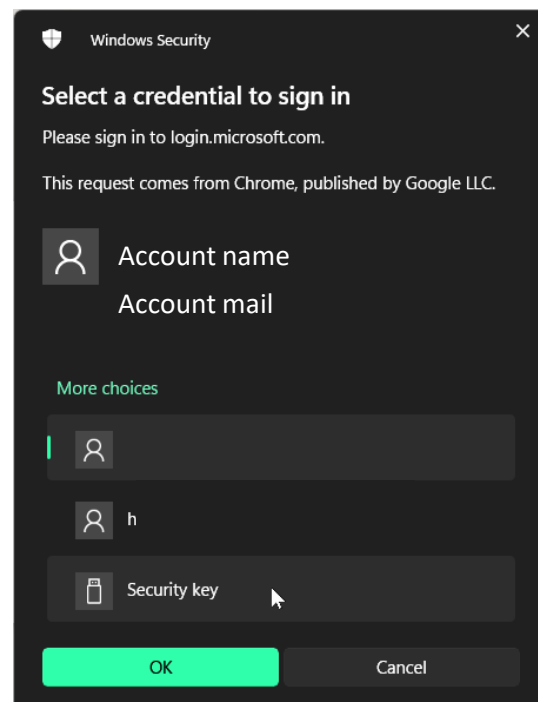 Windows Security
Select a credential to sign in
Please sign in to login.microsoft.com.
This request comes from Chrome, published by Google LLC.
Account name
Account mail
More choices
h
Security key
OK
Cancel